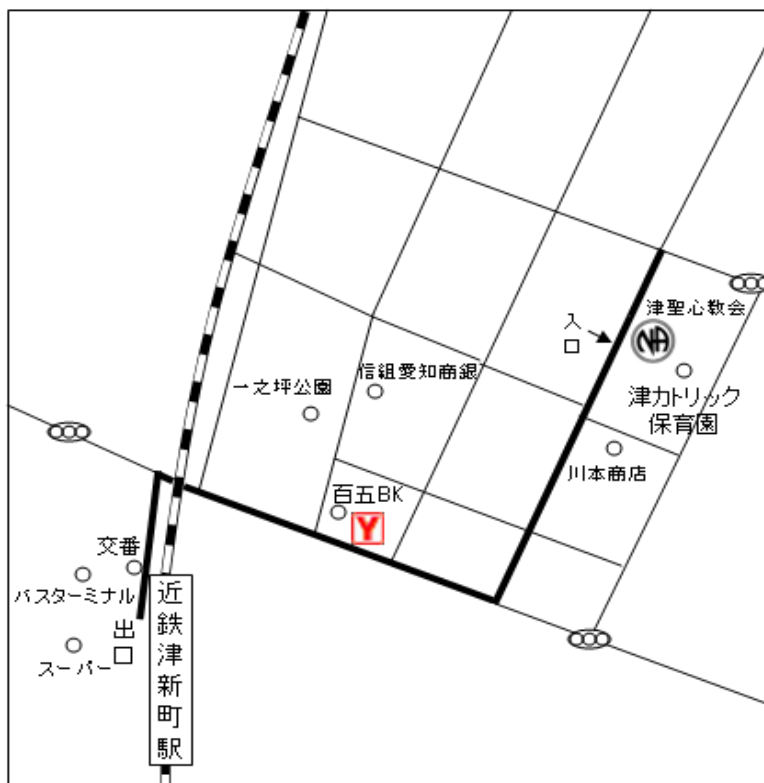 津聖心教会
入口
津カトリック
保育園
信組愛知商銀
一之坪公園
川本商店
百五BK
Y
交番
バスターミナル
出口
スーパー
近鉄津新町駅